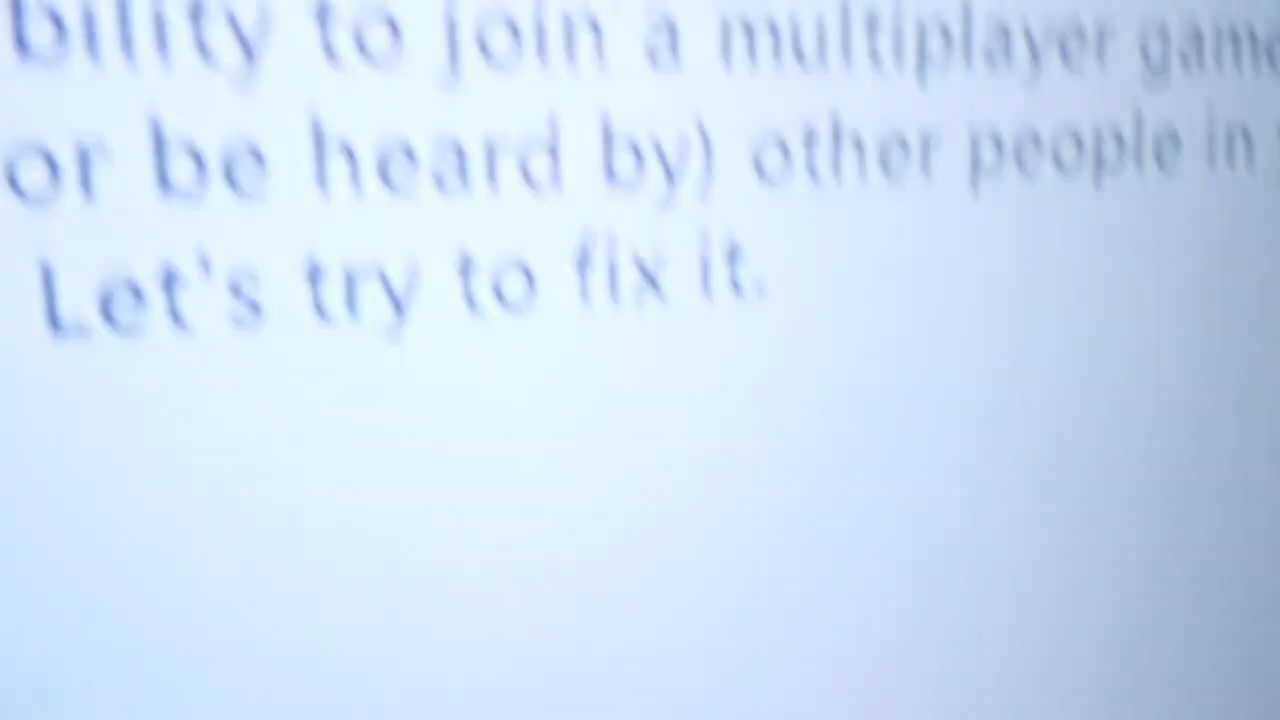 bility to join a multiplayer game
or be heard by) other people in
Let's try to fix it.